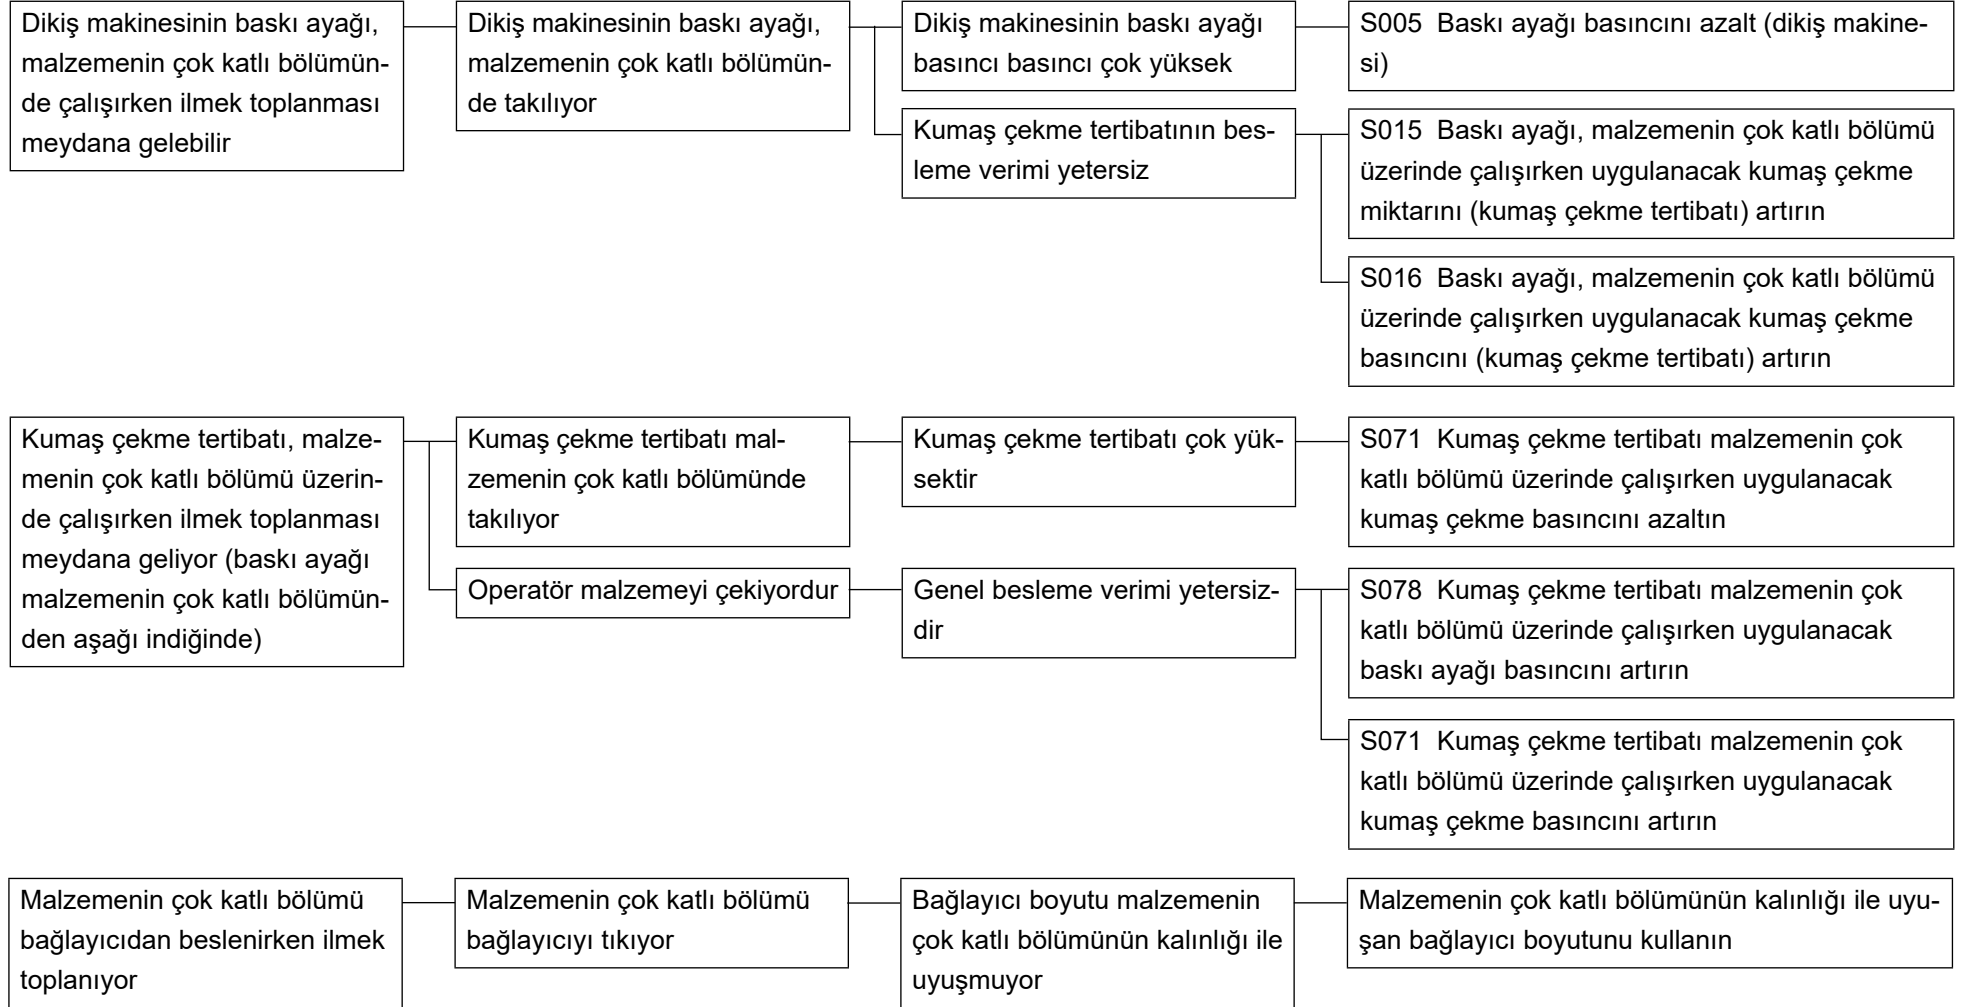 Dikiş makinesinin baskı ayağı,
malzemenin çok katlı bölümün-
de çalışırken ilmek toplanması
meydana gelebilir
Dikiş makinesinin baskı ayağı,
malzemenin çok katlı bölümün-
de takılıyor
Dikiş makinesinin baskı ayağı
basıncı basıncı çok yüksek
S005  Baskı ayağı basıncını azalt (dikiş makine-
si)
Kumaş çekme tertibatının bes-
leme verimi yetersiz
S015  Baskı ayağı, malzemenin çok katlı bölümü
üzerinde çalışırken uygulanacak kumaş çekme
miktarını (kumaş çekme tertibatı) artırın
S016  Baskı ayağı, malzemenin çok katlı bölümü
üzerinde çalışırken uygulanacak kumaş çekme
basıncını (kumaş çekme tertibatı) artırın
Kumaş çekme tertibatı, malze-
menin çok katlı bölümü üzerin-
de çalışırken ilmek toplanması
meydana geliyor (baskı ayağı
malzemenin çok katlı bölümün-
den aşağı indiğinde)
Kumaş çekme tertibatı mal-
zemenin çok katlı bölümünde
takılıyor
Kumaş çekme tertibatı çok yük-
sektir
S071  Kumaş çekme tertibatı malzemenin çok
katlı bölümü üzerinde çalışırken uygulanacak
kumaş çekme basıncını azaltın
Operatör malzemeyi çekiyordur
Genel besleme verimi yetersiz-
dir
S078  Kumaş çekme tertibatı malzemenin çok
katlı bölümü üzerinde çalışırken uygulanacak
baskı ayağı basıncını artırın
S071  Kumaş çekme tertibatı malzemenin çok
katlı bölümü üzerinde çalışırken uygulanacak
kumaş çekme basıncını artırın
Malzemenin çok katlı bölümü
bağlayıcıdan beslenirken ilmek
toplanıyor
Malzemenin çok katlı bölümü
bağlayıcıyı tıkıyor
Bağlayıcı boyutu malzemenin
çok katlı bölümünün kalınlığı ile
uyuşmuyor
Malzemenin çok katlı bölümünün kalınlığı ile uyu-
şan bağlayıcı boyutunu kullanın